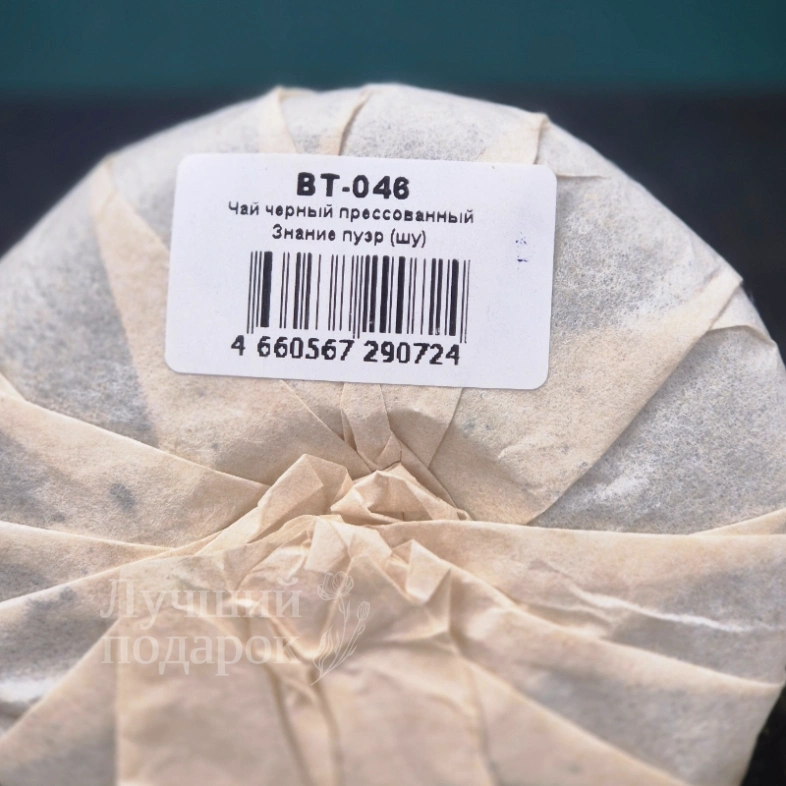 BT-046
Чай черный прессованный
Знание пуэр (шу)
4 660567 290724
Лучший
подарок